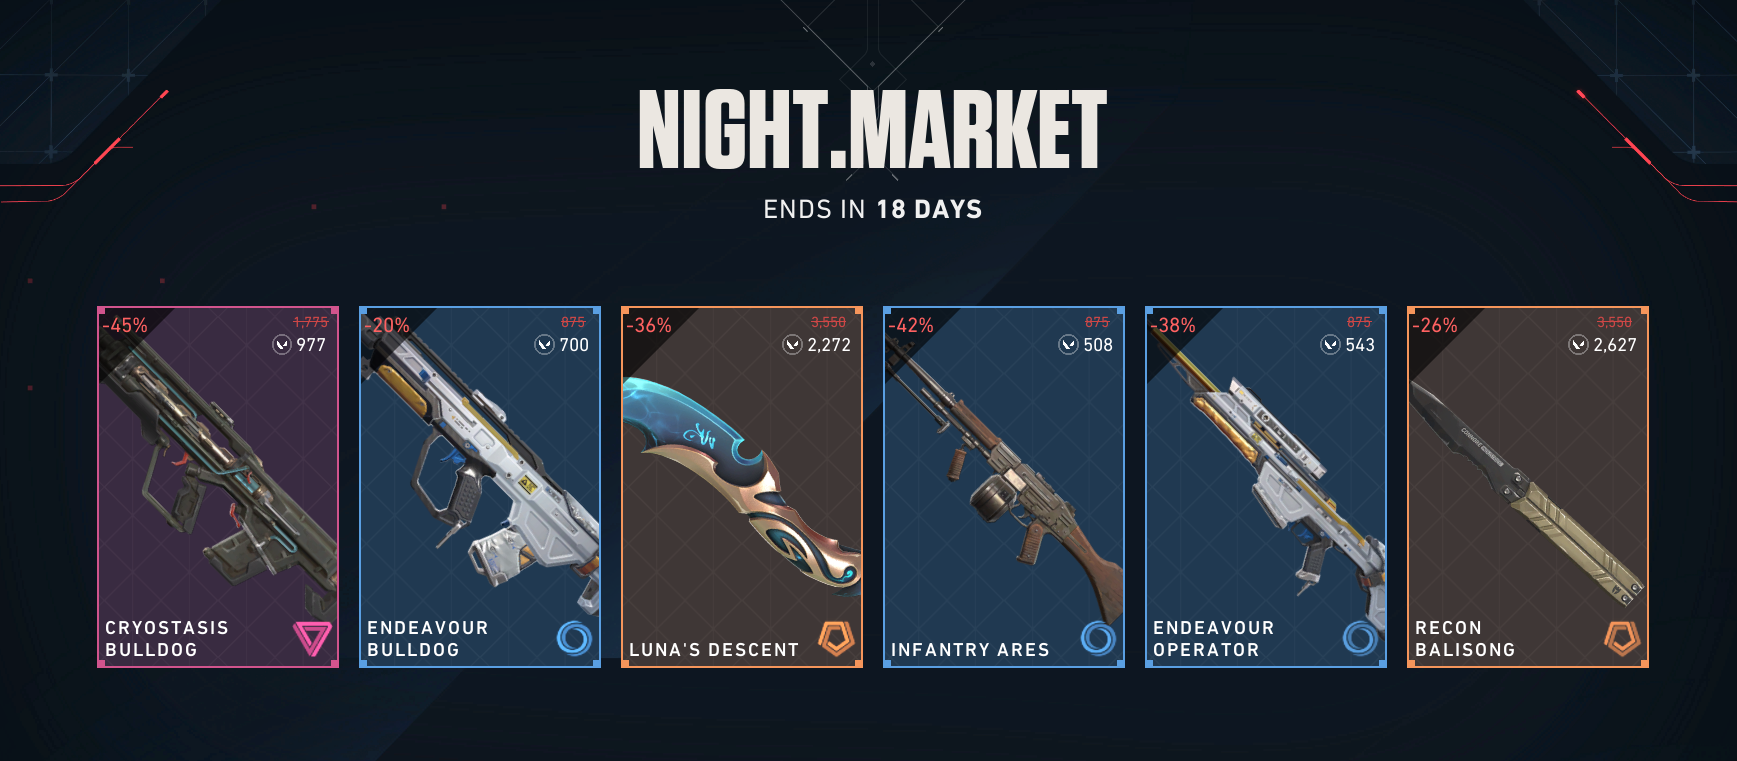 NIGHT.MARKET
ENDS IN 18 DAYS
-45%
1,775
977
CRYOSTASIS
BULLDOG
-20%
875
700
ENDEAVOUR
BULLDOG
-36%
3,550
2,272
LUNA'S DESCENT
-42%
875
508
INFANTRY ARES
-38%
875
543
ENDEAVOUR
OPERATOR
-26%
3,550
2,627
RECON
BALISONG